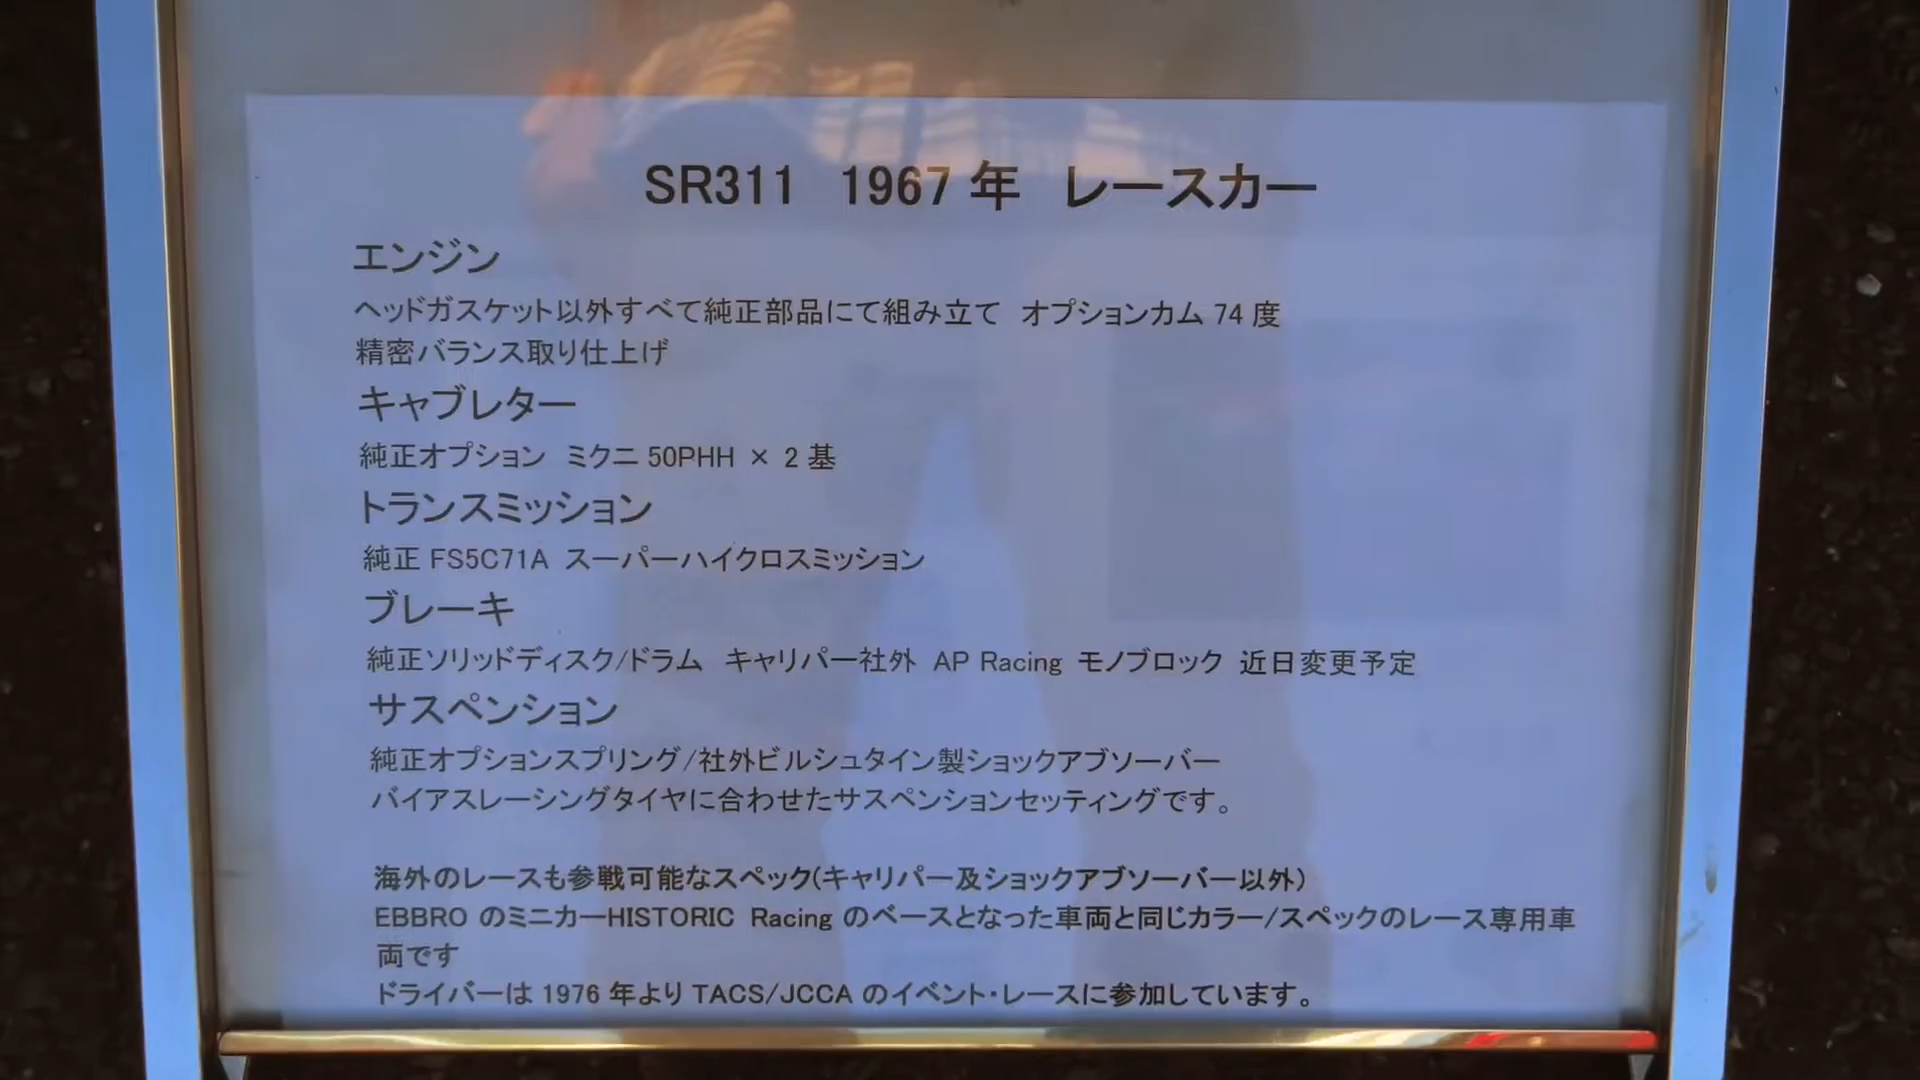 SR311 1967年 レースカー
エンジン
ヘッドガスケット以外すべて純正部品にて組み立て オプションカム 74 度
精密バランス取り仕上げ
キャブレター
純正オプション ミクニ 50PHH × 2 基
トランスミッション
純正 FS5C71A スーパーハイクロスミッション
ブレーキ
純正ソリッドディスク/ドラム キャリパー社外 AP Racing モノブロック 近日変更予定
サスペンション
純正オプションスプリング/社外ビルシュタイン製ショックアブソーバー
バイアスレーシングタイヤに合わせたサスペンションセッティングです。
海外のレースも参戦可能なスペック(キャリパー及ショックアブソーバー以外)
EBBRO のミニカーHISTORIC Racing のベースとなった車両と同じカラー/スペックのレース専用車
両です
ドライバーは 1976 年より TACS/JCCA のイベント・レースに参加しています。